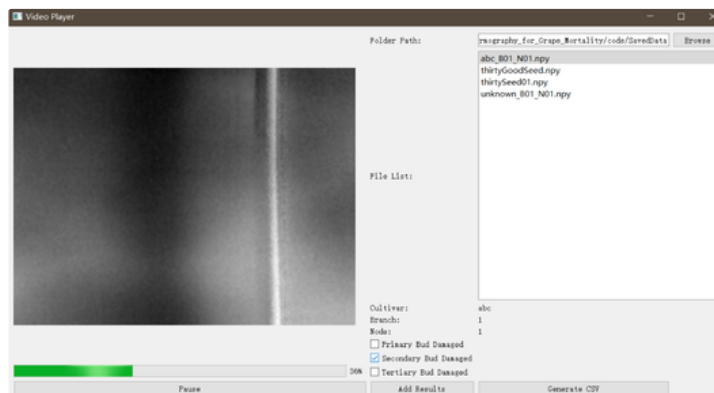 Video Player
Folder Path:
rmography_for_Grape_Mortality/code/SavedData
Browse
abc_B01_N01.npy
thirtyGoodSeed.npy
thirtySeed01.npy
unknown_B01_N01.npy
File List:
Cultivar: abc
Branch: 1
Node: 1
Primary Bud Damaged
Secondary Bud Damaged
36% Tertiary Bud Damaged
Pause
Add Results
Generate CSV